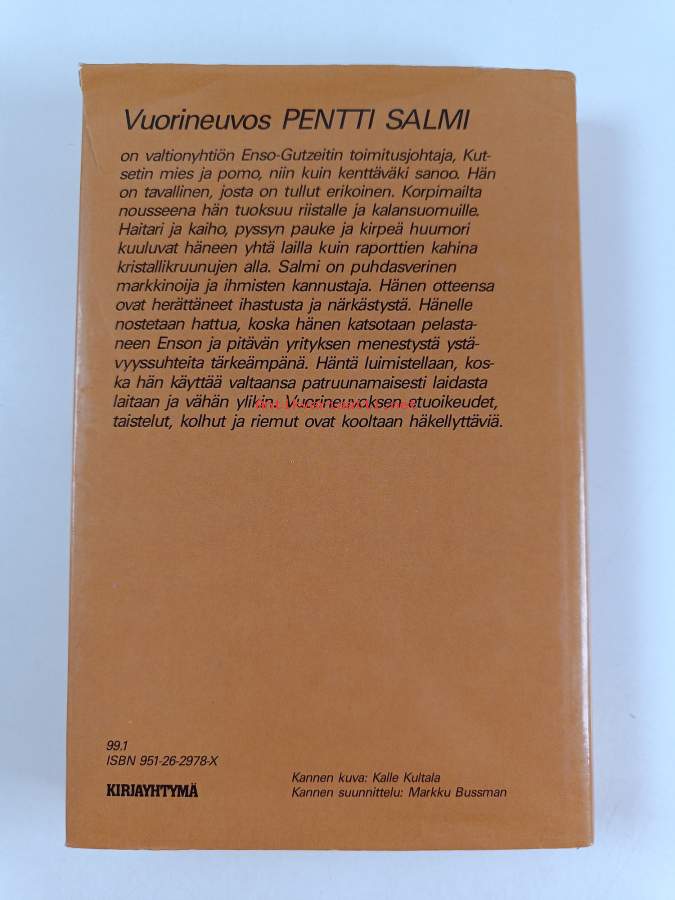 Vuorineuvos PENTTI SALMI
on valtionyhtiön Enso-Gutzeitin toimitusjohtaja, Kut-
setin mies ja pomo, niin kuin kenttäväki sanoo. Hän
on tavallinen, josta on tullut erikoinen. Korpimailta
nousseena hän tuoksuu riistalle ja kalansuomuille.
Haitari ja kaiho, pyssyn pauke ja kirpeä huumori
kuuluvat häneen yhtä lailla kuin raporttien kahina
kristallikruunujen alla. Salmi on puhdasverinen
markkinoija ja ihmisten kannustaja. Hänen otteensa
ovat herättäneet ihastusta ja närkästystä. Hänelle
nostetaan hattua, koska hänen katsotaan pelasta-
neen Enson ja pitävän yrityksen menestystä ystä-
vyyssuhteita tärkeämpänä. Häntä luimistellaan, kos-
ka hän käyttää valtaansa patruunamaisesti laidasta
laitaan ja vähän ylikin. Vuorineuvoksen etuoikeudet,
taistelut, kolhut ja riemut ovat kooltaan häkellyttäviä.
99.1
ISBN 951-26-2978-X
KIRJAYHTYMÄ
Kannen kuva: Kalle Kultala
Kannen suunnittelu: Markku Bussman